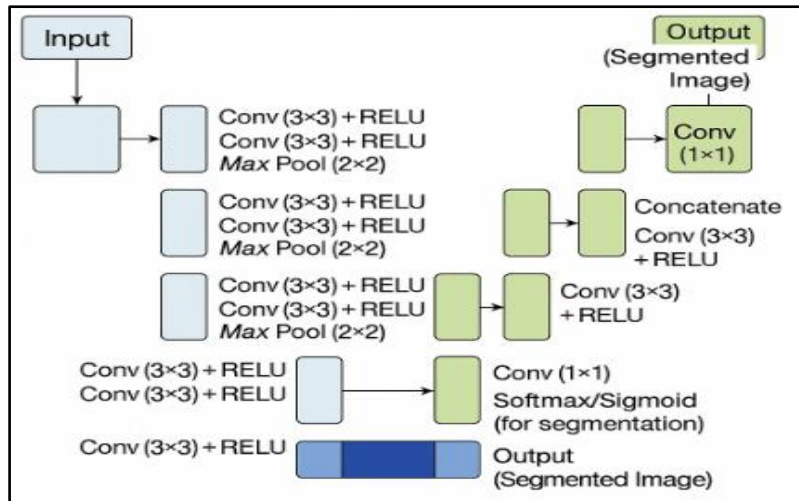 Input
Output
(Segmented
Image)
Conv (3×3) + RELU
Conv (3×3) + RELU
Max Pool (2×2)
Conv
(1×1)
Conv (3×3) + RELU
Conv (3×3) + RELU
Max Pool (2×2)
Concatenate
Conv (3×3)
+ RELU
Conv (3×3) + RELU
Conv (3×3) + RELU
Max Pool (2×2)
Conv (3×3)
+ RELU
Conv (3×3) + RELU
Conv (3×3) + RELU
Conv (1×1)
Softmax/Sigmoid
(for segmentation)
Conv (3×3) + RELU
Output
(Segmented Image)